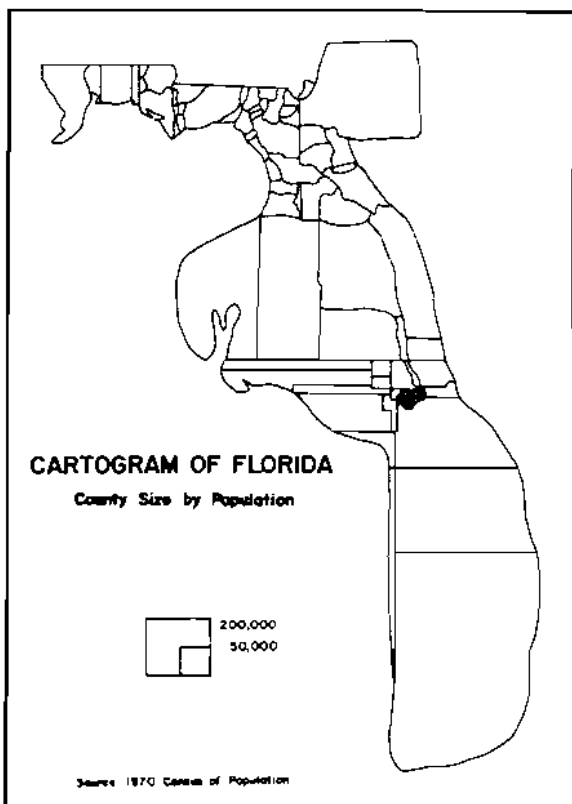 CARTOGRAM OF FLORIDA
County Size by Population
200,000
50,000
Source 1970 Census of Population